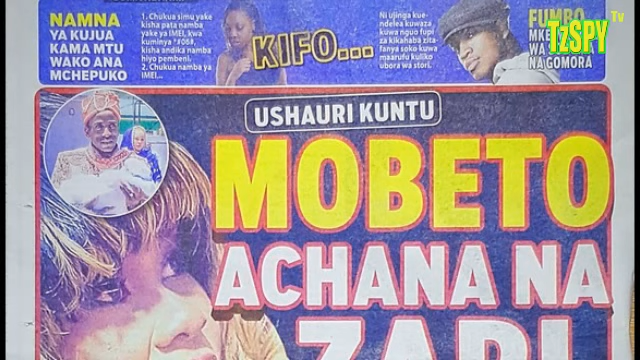 NAMNA
YA KUJUA
KAMA MTU
WAKO ANA
MCHEPUKO
1. Chukua simu yake
kisha pata namba
ya IMEI, kwa
kuminya *#06#,
kisha andika namba
hiyo pembeni.
2. Chukua namba ya
IMEI...
KIFO...
Ni ujinga kue-
ndelea kuwaza
kuwa nguo fupi
za kikahaba zita-
fanya soko kuwa
maarufu kuliko
ubora wa stori.
FUMBO
MKE
WA
NA GOMORA
TzSPY Tv
USHAURI KUNTU
MOBETO
ACHANA NA
ZARI